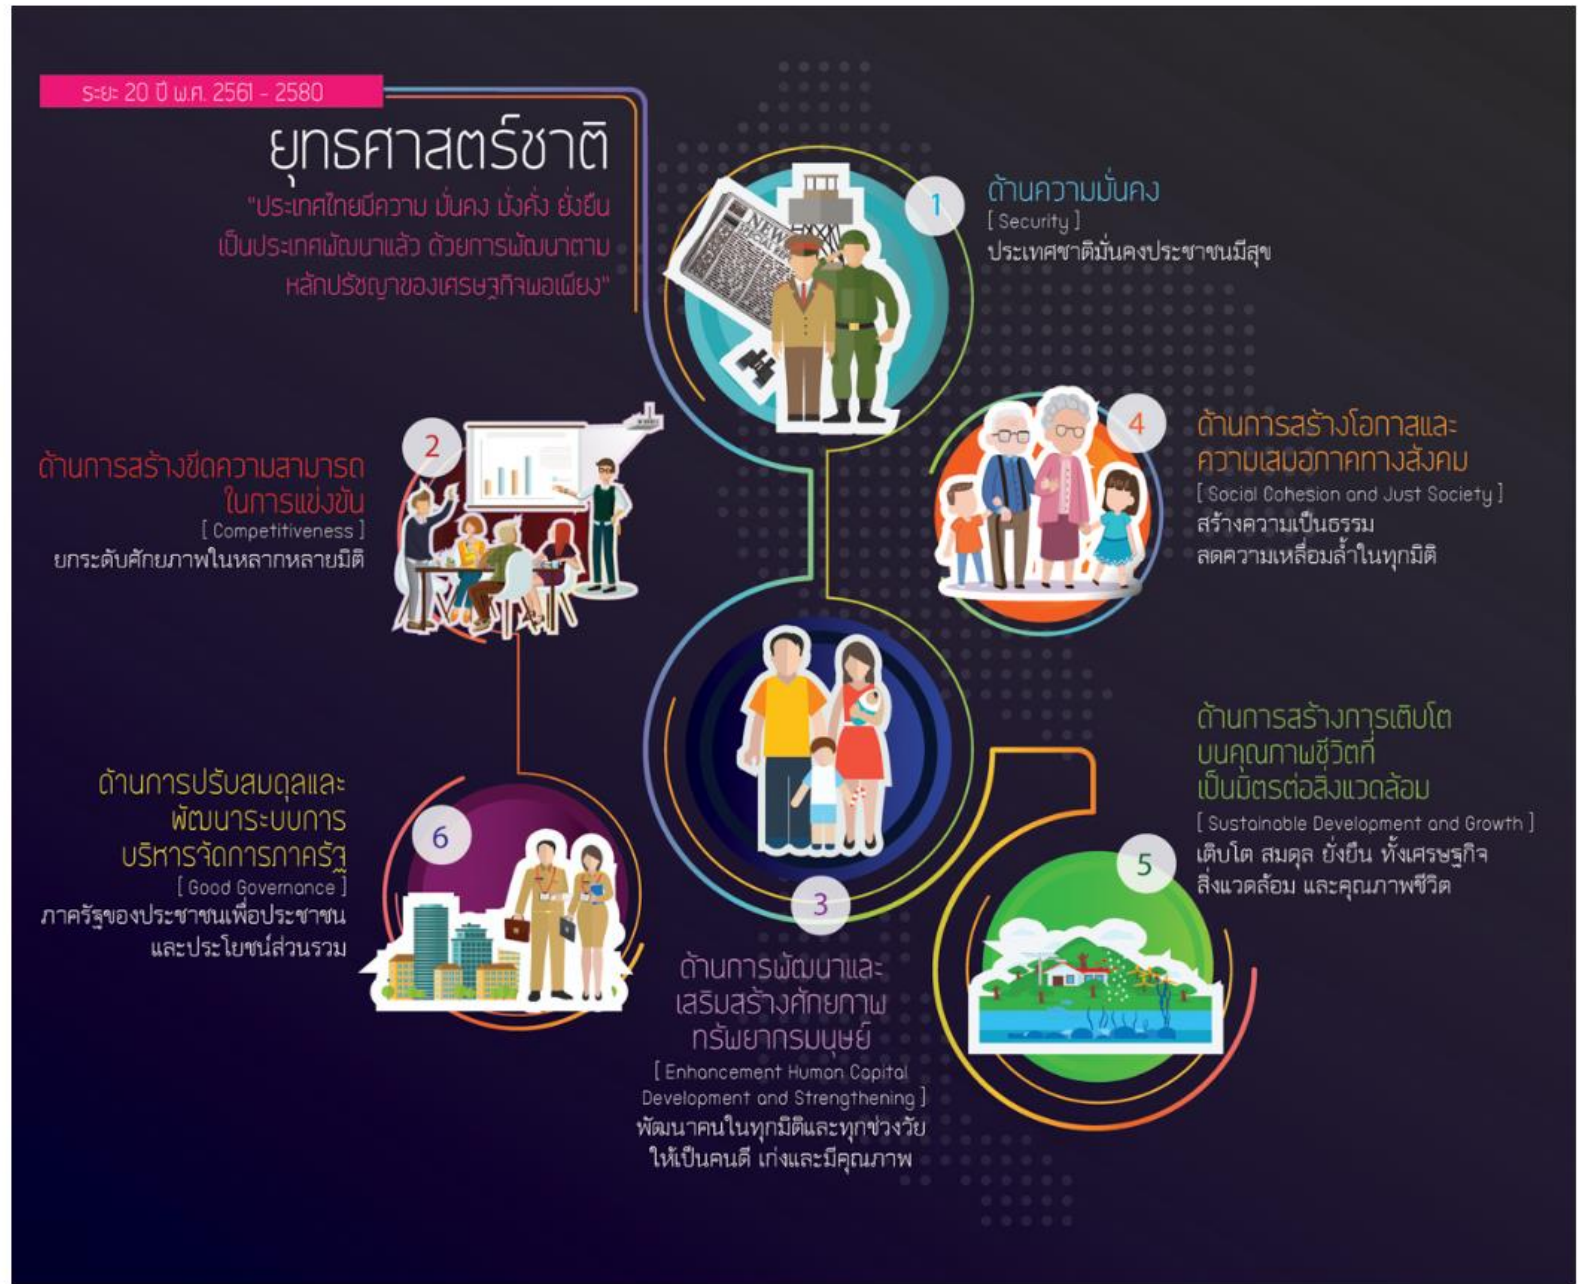 ระยะ 20 ปี พ.ศ. 2561 - 2580
ยุทธศาสตร์ชาติ
"ประเทศไทยมีความ มั่นคง มั่งคั่ง ยั่งยืน
เป็นประเทศพัฒนาแล้ว ด้วยการพัฒนาตาม
หลักปรัชญาของเศรษฐกิจพอเพียง"
1
ด้านความมั่นคง
[ Security ]
ประเทศชาติมั่นคงประชาชนมีสุข
NEWS
2
ด้านการสร้างขีดความสามารถ
ในการแข่งขัน
[ Competitiveness ]
ยกระดับศักยภาพในหลากหลายมิติ
3
ด้านการพัฒนาและ
เสริมสร้างศักยภาพ
ทรัพยากรมนุษย์
[ Enhancement Human Capital
Development and Strengthening ]
พัฒนาคนในทุกมิติและทุกช่วงวัย
ให้เป็นคนดี เก่งและมีคุณภาพ
4
ด้านการสร้างโอกาสและ
ความเสมอภาคทางสังคม
[ Social Cohesion and Just Society ]
สร้างความเป็นธรรม
ลดความเหลื่อมล้ำในทุกมิติ
5
ด้านการสร้างการเติบโต
บนคุณภาพชีวิตที่
เป็นมิตรต่อสิ่งแวดล้อม
[ Sustainable Development and Growth ]
เติบโต สมดุล ยั่งยืน ทั้งเศรษฐกิจ
สิ่งแวดล้อม และคุณภาพชีวิต
6
ด้านการปรับสมดุลและ
พัฒนาระบบการ
บริหารจัดการภาครัฐ
[ Good Governance ]
ภาครัฐของประชาชนเพื่อประชาชน
และประโยชน์ส่วนรวม